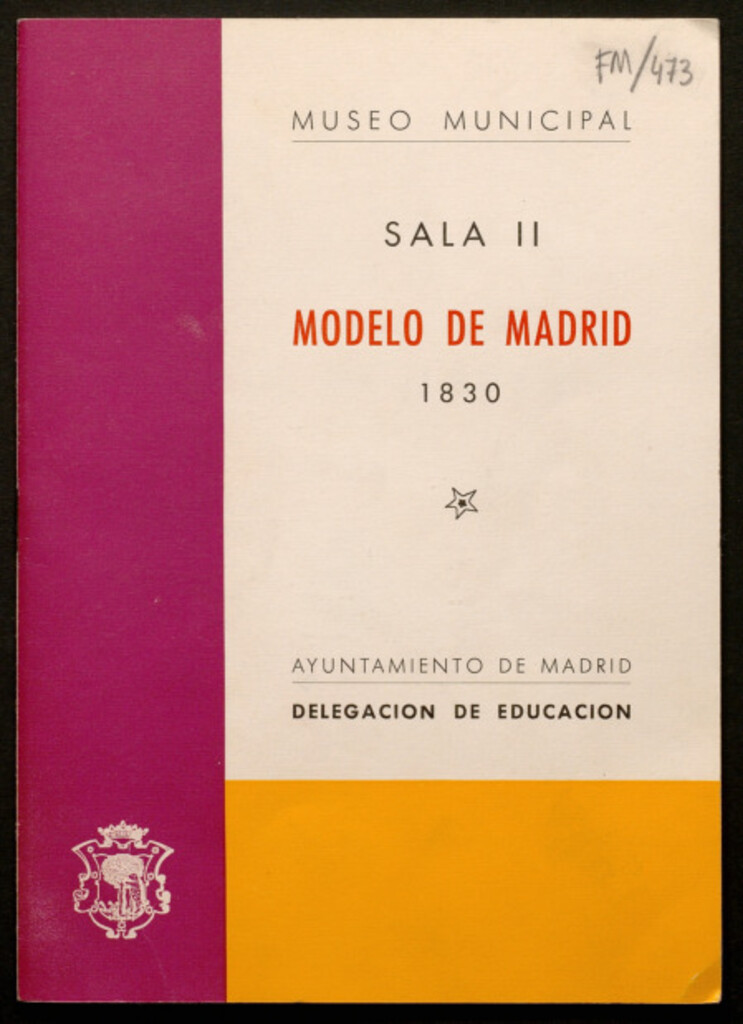 FM/473
MUSEO MUNICIPAL
SALA II
MODELO DE MADRID
1830
AYUNTAMIENTO DE MADRID
DELEGACION DE EDUCACION